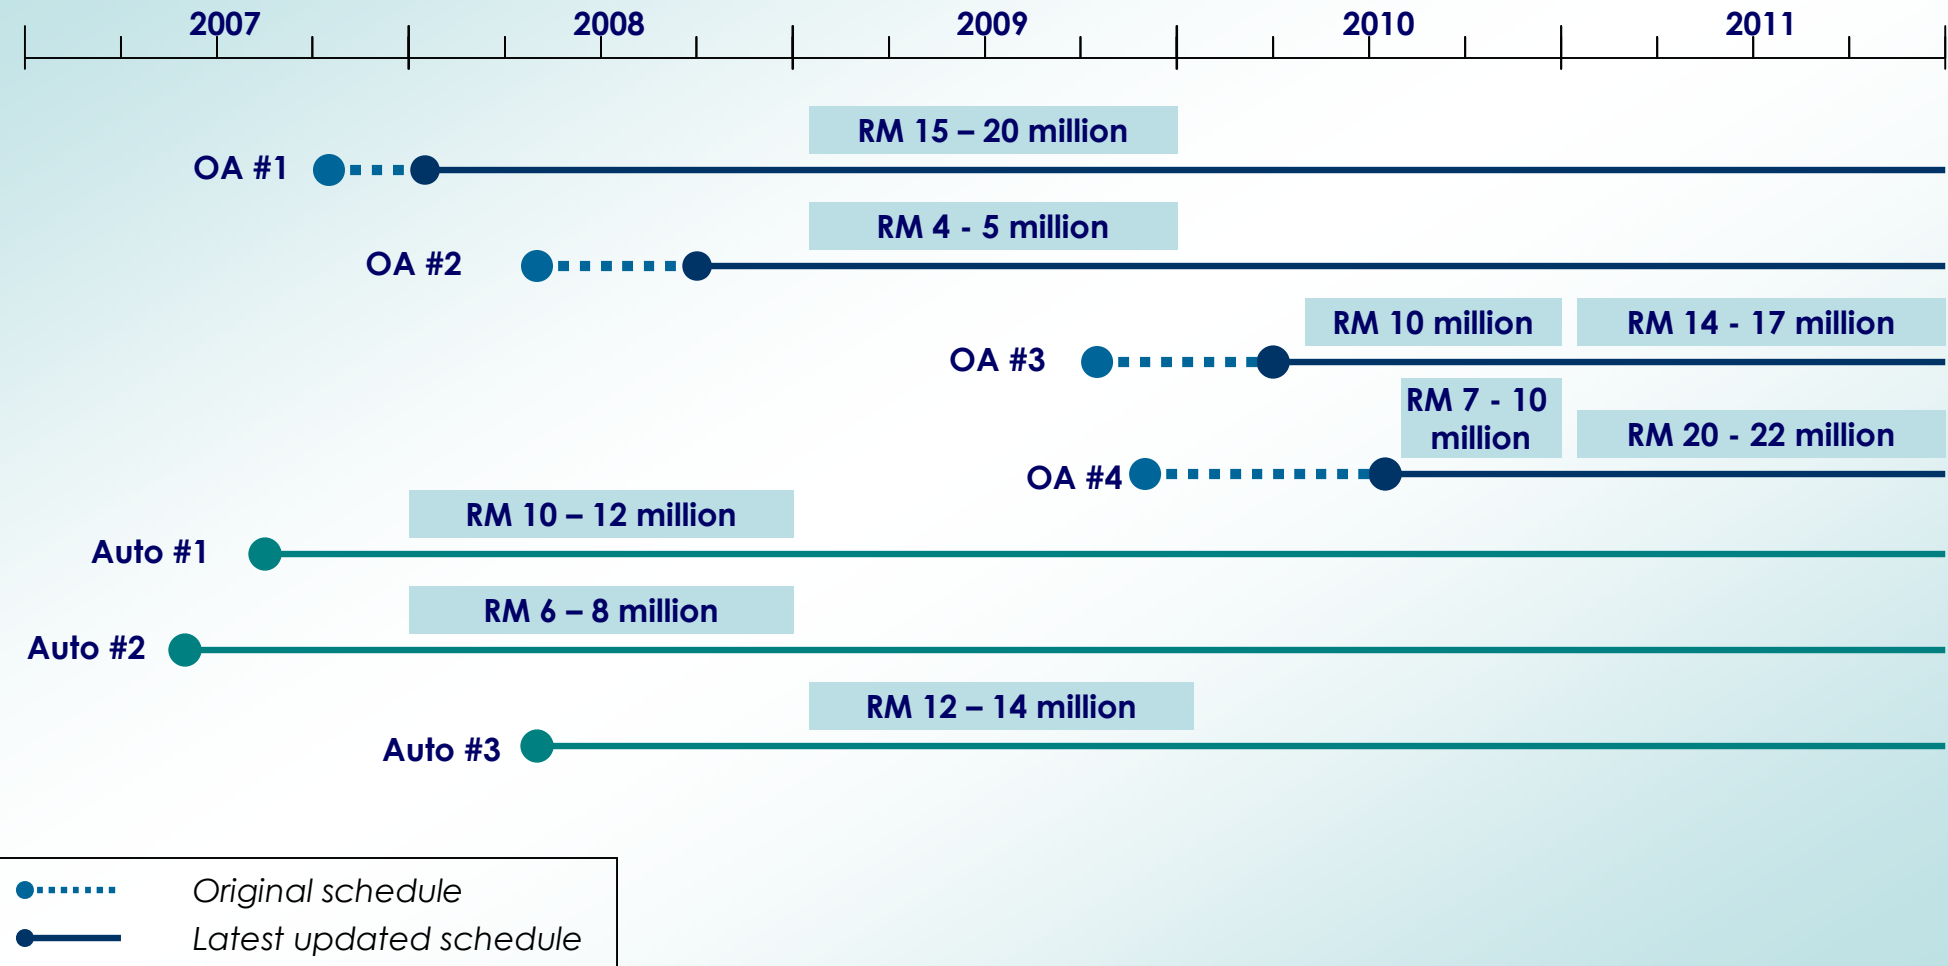 2007
2008
2009
2010
2011
RM 15 – 20 million
OA #1
RM 4 - 5 million
OA #2
RM 10 million
RM 14 - 17 million
OA #3
RM 7 - 10
million
RM 20 - 22 million
OA #4
RM 10 – 12 million
Auto #1
RM 6 – 8 million
Auto #2
RM 12 – 14 million
Auto #3
Original schedule
Latest updated schedule